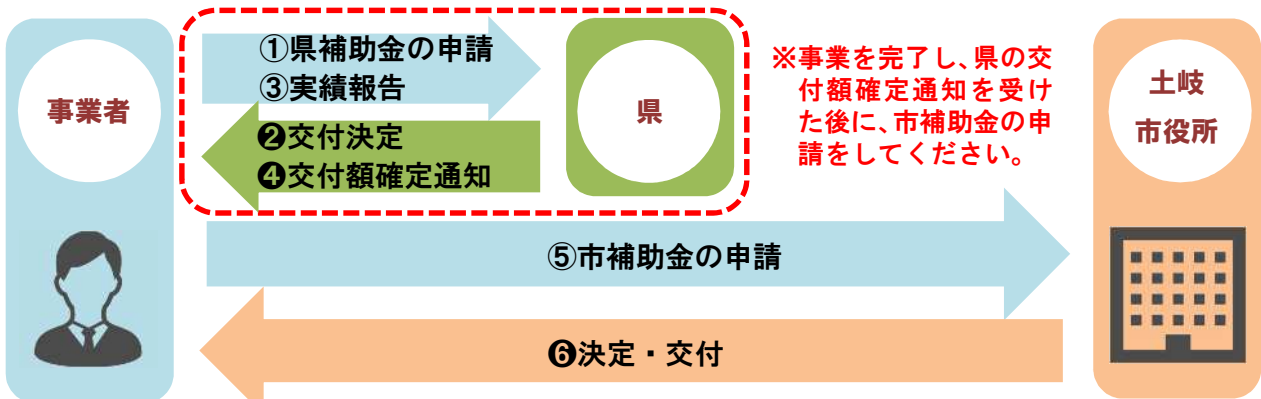 事業者
①県補助金の申請
③実績報告
❷交付決定
❹交付額確定通知
県
※事業を完了し、県の交
付額確定通知を受け
た後に、市補助金の申
請をしてください。
土岐
市役所
⑤市補助金の申請
❻決定・交付